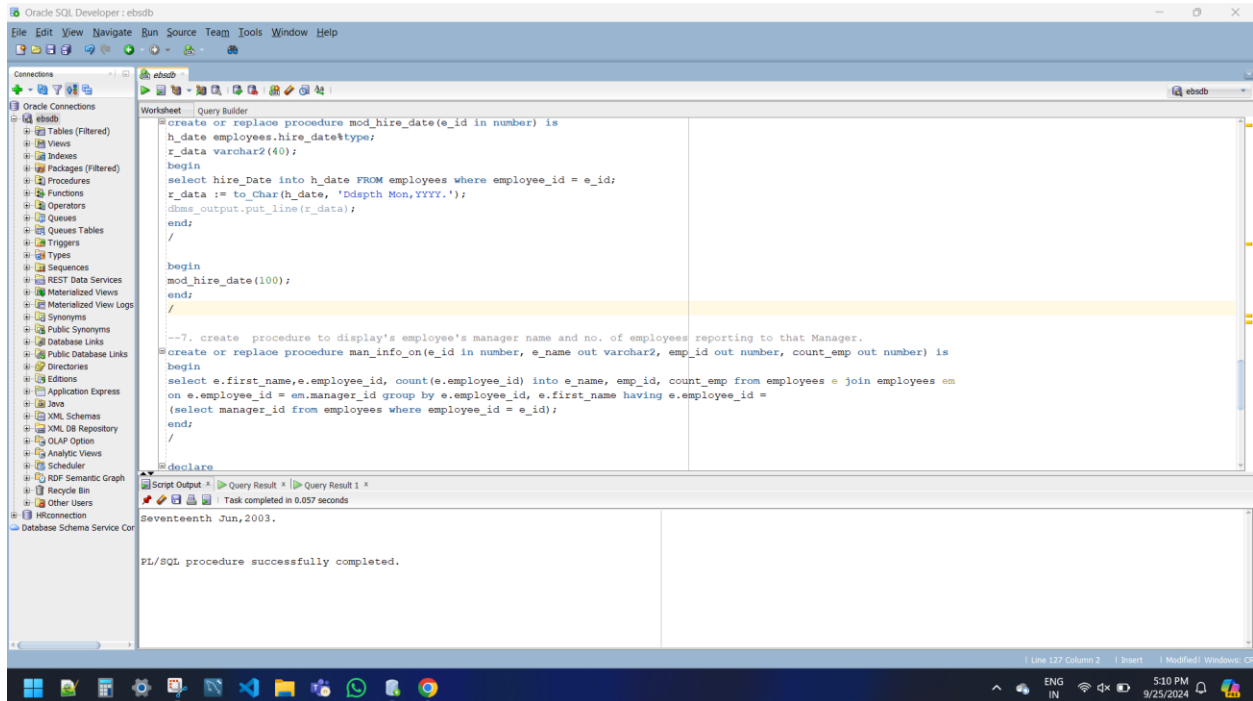 Oracle SQL Developer : ebsdb
File Edit View Navigate Run Source Team Tools Window Help
Connections
ebsdb
ebsdb
Worksheet Query Builder
Oracle Connections
ebsdb
Tables (Filtered)
Views
Indexes
Packages (Filtered)
Procedures
Functions
Operators
Queues
Queues Tables
Triggers
Types
Sequences
REST Data Services
Materialized Views
Materialized View Logs
Synonyms
Public Synonyms
Database Links
Public Database Links
Directories
Editions
Application Express
Java
XML Schemas
XML DB Repository
OLAP Option
Analytic Views
Scheduler
RDF Semantic Graph
Recycle Bin
Other Users
HRconnection
Database Schema Service Cor
create or replace procedure mod_hire_date(e_id in number) is
h_date employees.hire_date%type;
r_data varchar2(40);
begin
select hire_Date into h_date FROM employees where employee_id = e_id;
r_data := to_Char(h_date, 'Ddspth Mon,YYYY.');
dbms_output.put_line(r_data);
end;
/
begin
mod_hire_date(100);
end;
/
--7. create  procedure to display's employee's manager name and no. of employees reporting to that Manager.
create or replace procedure man_info_on(e_id in number, e_name out varchar2, emp_id out number, count_emp out number) is
begin
select e.first_name,e.employee_id, count(e.employee_id) into e_name, emp_id, count_emp from employees e join employees em
on e.employee_id = em.manager_id group by e.employee_id, e.first_name having e.employee_id =
(select manager_id from employees where employee_id = e_id);
end;
/
declare
Script Output Query Result Query Result 1
Task completed in 0.057 seconds
Seventeenth Jun,2003.
PL/SQL procedure successfully completed.
Line 127 Column 2 Insert Modified Windows: CF
ENG
IN
5:10 PM
9/25/2024